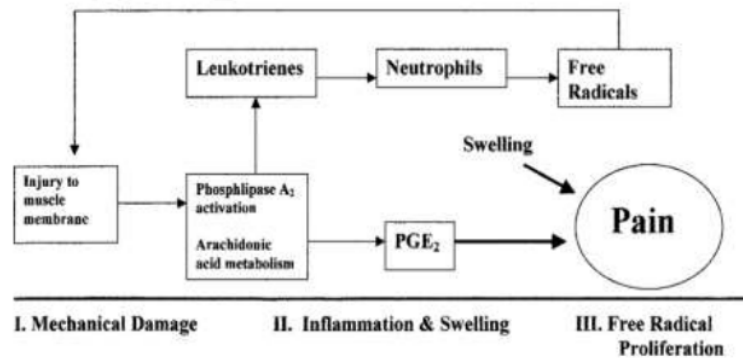 Leukotrienes
Neutrophils
Free
Radicals
Swelling
Injury to
muscle
membrane
Phosphlipase A₂
activation
Arachidonic
acid metabolism
PGE₂
Pain
I. Mechanical Damage
II. Inflammation & Swelling
III. Free Radical
Proliferation